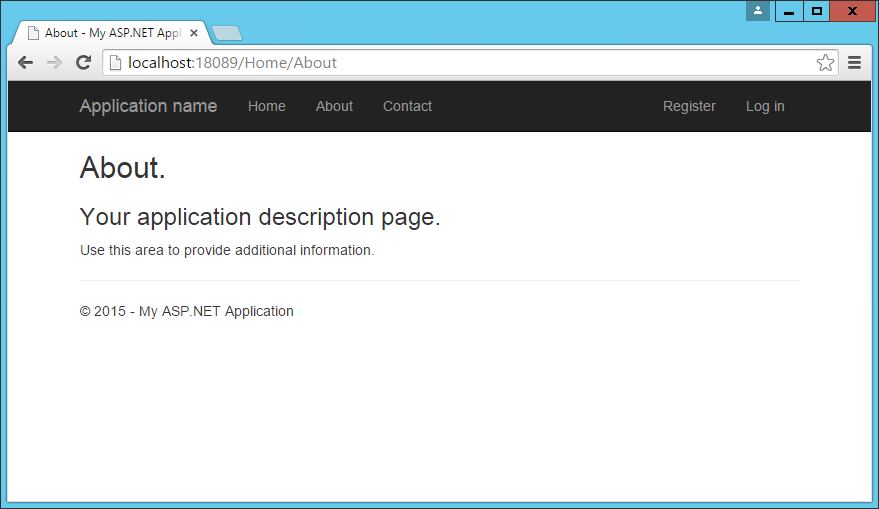 About - My ASP.NET Appl
localhost:18089/Home/About
Application name Home About Contact Register Log in
About.
Your application description page.
Use this area to provide additional information.
© 2015 - My ASP.NET Application